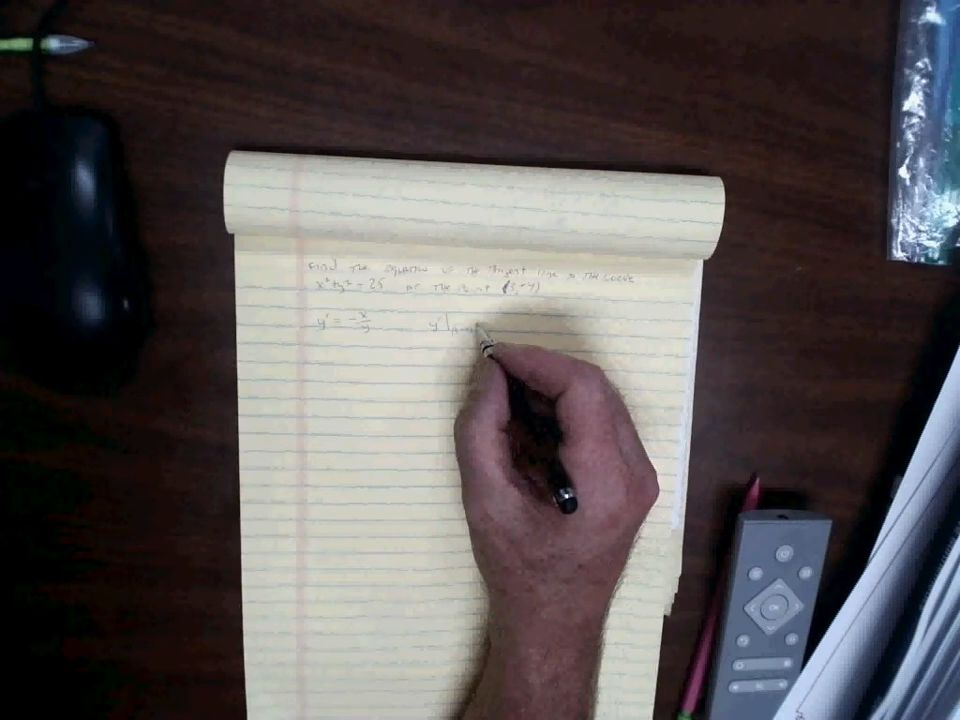 Find the equation of the tangent line to the curve
x² + y² = 25 at the point (3, -4)
y' = -x/y y'|